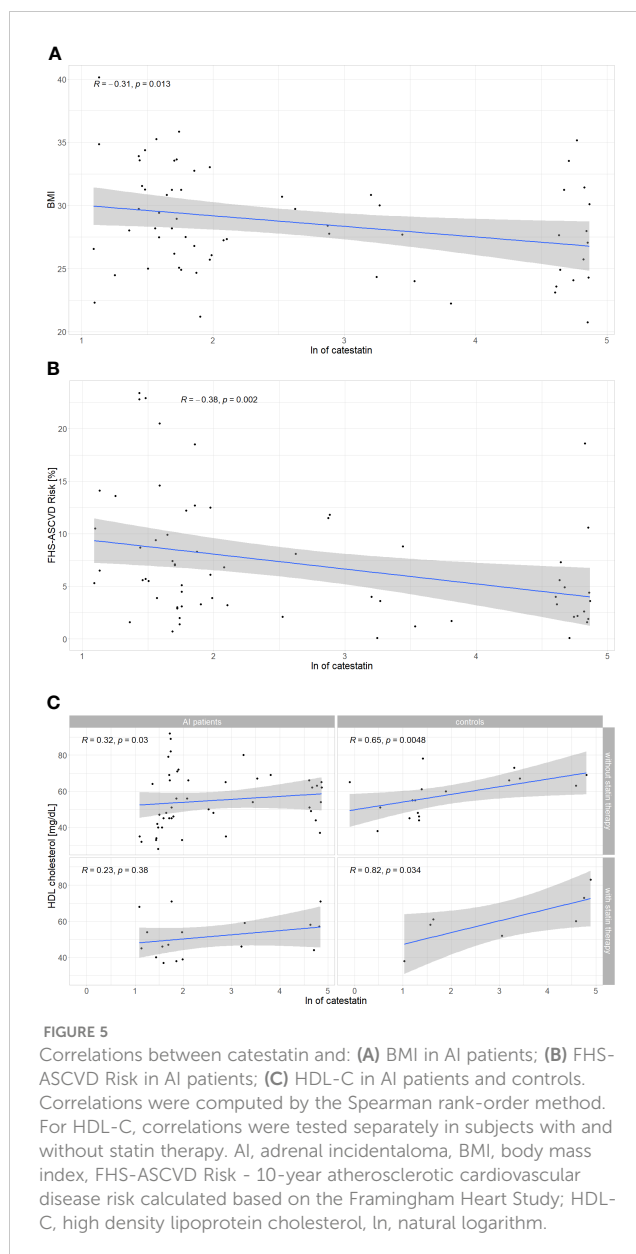 A
R = −0.31, p = 0.013
40
35
30
25
20
BMI
1 2 3 4 5
ln of catestatin
B
R = −0.38, p = 0.002
20
15
10
5
0
FHS-ASCVD Risk [%]
1 2 3 4 5
ln of catestatin
C
AI patients controls
R = 0.32, p = 0.03 R = 0.65, p = 0.0048
80
60
40
without statin therapy
HDL cholesterol [mg/dL]
R = 0.23, p = 0.38 R = 0.82, p = 0.034
80
60
40
with statin therapy
0 1 2 3 4 5 0 1 2 3 4 5
ln of catestatin
FIGURE 5
Correlations between catestatin and: (A) BMI in AI patients; (B) FHS-
ASCVD Risk in AI patients; (C) HDL-C in AI patients and controls.
Correlations were computed by the Spearman rank-order method.
For HDL-C, correlations were tested separately in subjects with and
without statin therapy. AI, adrenal incidentaloma, BMI, body mass
index, FHS-ASCVD Risk - 10-year atherosclerotic cardiovascular
disease risk calculated based on the Framingham Heart Study; HDL-
C, high density lipoprotein cholesterol, ln, natural logarithm.